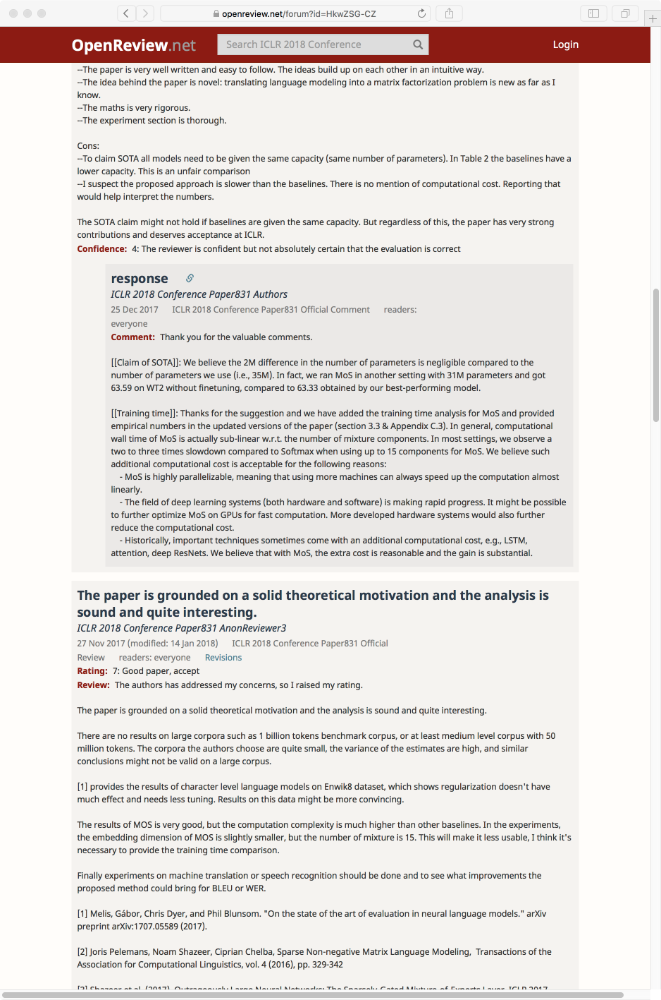 openreview.net/forum?id=HkwZSG-CZ
OpenReview.net
Search ICLR 2018 Conference
Login
--The paper is very well written and easy to follow. The ideas build up on each other in an intuitive way.
--The idea behind the paper is novel: translating language modeling into a matrix factorization problem is new as far as I
know.
--The maths is very rigorous.
--The experiment section is thorough.
Cons:
--To claim SOTA all models need to be given the same capacity (same number of parameters). In Table 2 the baselines have a
lower capacity. This is an unfair comparison
--I suspect the proposed approach is slower than the baselines. There is no mention of computational cost. Reporting that
would help interpret the numbers.
The SOTA claim might not hold if baselines are given the same capacity. But regardless of this, the paper has very strong
contributions and deserves acceptance at ICLR.
Confidence: 4: The reviewer is confident but not absolutely certain that the evaluation is correct
response
ICLR 2018 Conference Paper831 Authors
25 Dec 2017 ICLR 2018 Conference Paper831 Official Comment readers:
everyone
Comment: Thank you for the valuable comments.
[[Claim of SOTA]]: We believe the 2M difference in the number of parameters is negligible compared to the
number of parameters we use (i.e., 35M). In fact, we ran MoS in another setting with 31M parameters and got
63.59 on WT2 without finetuning, compared to 63.33 obtained by our best-performing model.
[[Training time]]: Thanks for the suggestion and we have added the training time analysis for MoS and provided
empirical numbers in the updated versions of the paper (section 3.3 & Appendix C.3). In general, computational
wall time of MoS is actually sub-linear w.r.t. the number of mixture components. In most settings, we observe a
two to three times slowdown compared to Softmax when using up to 15 components for MoS. We believe such
additional computational cost is acceptable for the following reasons:
- MoS is highly parallelizable, meaning that using more machines can always speed up the computation almost
linearly.
- The field of deep learning systems (both hardware and software) is making rapid progress. It might be possible
to further optimize MoS on GPUs for fast computation. More developed hardware systems would also further
reduce the computational cost.
- Historically, important techniques sometimes come with an additional computational cost, e.g., LSTM,
attention, deep ResNets. We believe that with MoS, the extra cost is reasonable and the gain is substantial.
The paper is grounded on a solid theoretical motivation and the analysis is
sound and quite interesting.
ICLR 2018 Conference Paper831 AnonReviewer3
27 Nov 2017 (modified: 14 Jan 2018) ICLR 2018 Conference Paper831 Official
Review readers: everyone Revisions
Rating: 7: Good paper, accept
Review: The authors has addressed my concerns, so I raised my rating.
The paper is grounded on a solid theoretical motivation and the analysis is sound and quite interesting.
There are no results on large corpora such as 1 billion tokens benchmark corpus, or at least medium level corpus with 50
million tokens. The corpora the authors choose are quite small, the variance of the estimates are high, and similar
conclusions might not be valid on a large corpus.
[1] provides the results of character level language models on Enwik8 dataset, which shows regularization doesn't have
much effect and needs less tuning. Results on this data might be more convincing.
The results of MOS is very good, but the computation complexity is much higher than other baselines. In the experiments,
the embedding dimension of MOS is slightly smaller, but the number of mixture is 15. This will make it less usable, I think it's
necessary to provide the training time comparison.
Finally experiments on machine translation or speech recognition should be done and to see what improvements the
proposed method could bring for BLEU or WER.
[1] Melis, Gábor, Chris Dyer, and Phil Blunsom. "On the state of the art of evaluation in neural language models." arXiv
preprint arXiv:1707.05589 (2017).
[2] Joris Pelemans, Noam Shazeer, Ciprian Chelba, Sparse Non-negative Matrix Language Modeling, Transactions of the
Association for Computational Linguistics, vol. 4 (2016), pp. 329-342
[3] Shazeer et al. (2017). Outrageously Large Neural Networks: The Sparsely-Gated Mixture-of-Experts Layer. ICLR 2017